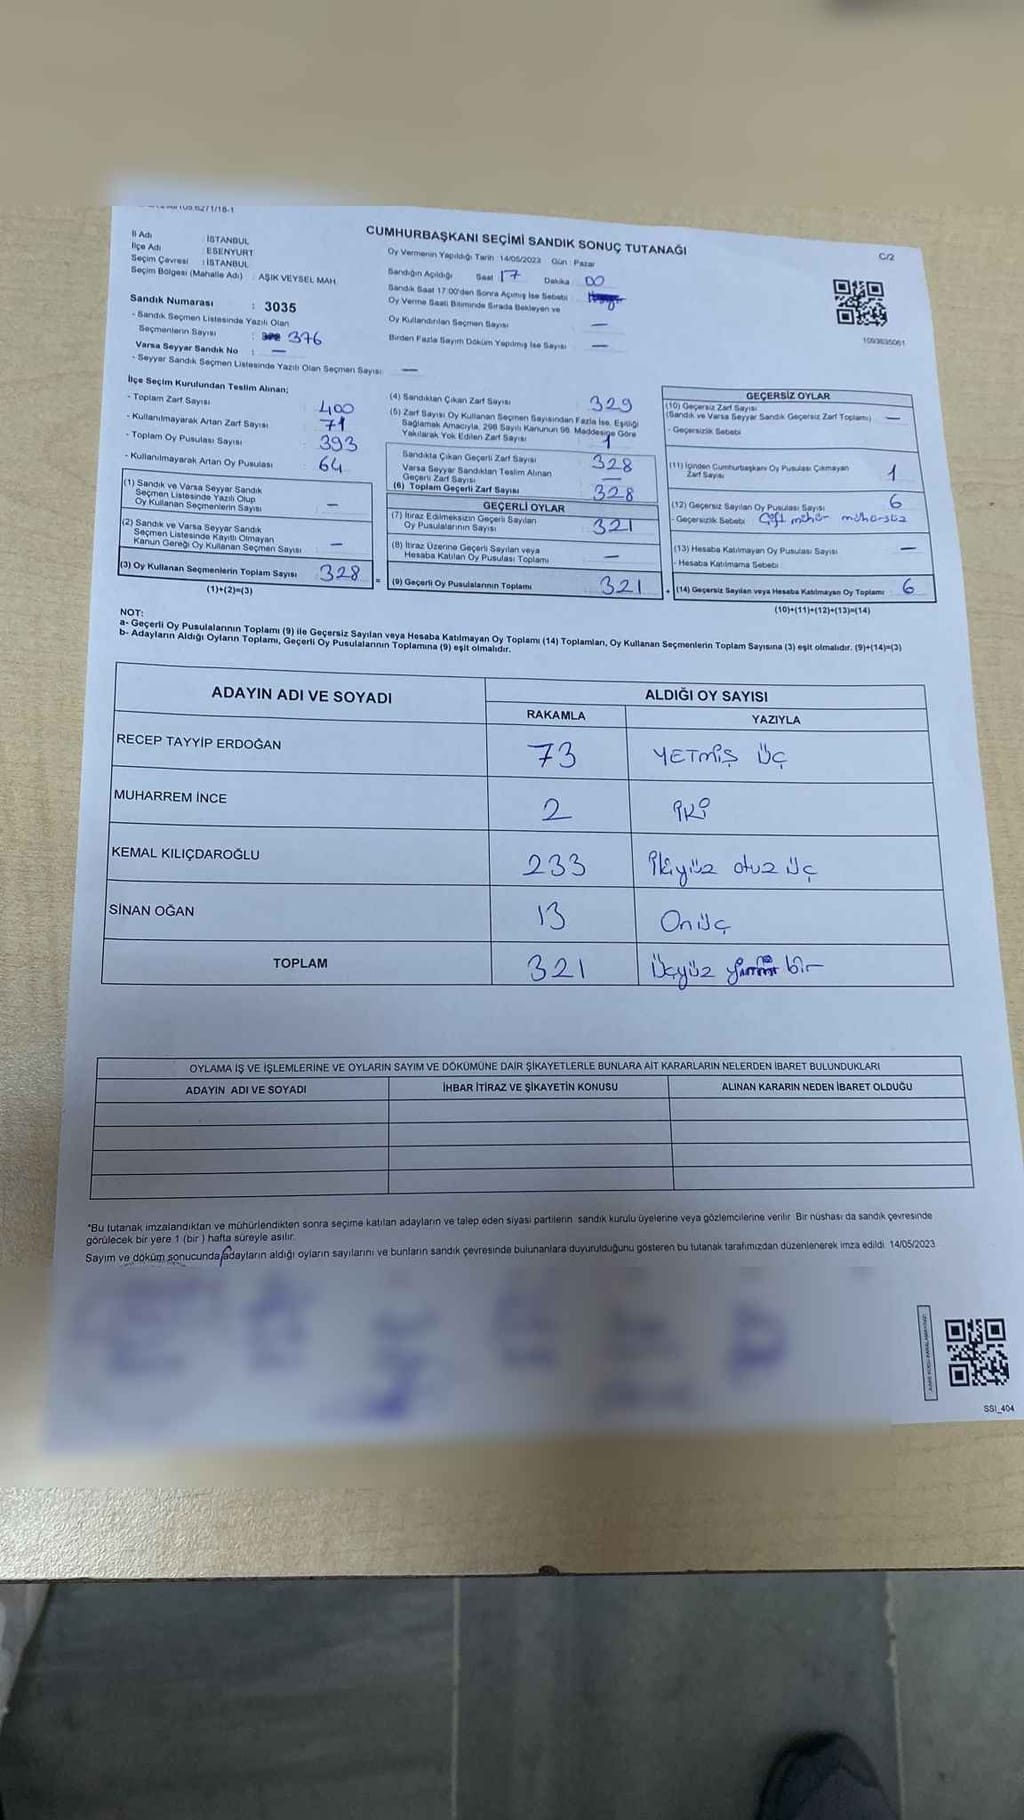 CUMHURBAŞKANI SEÇİMİ SANDIK SONUÇ TUTANAĞI
C/2
İl Adı : İSTANBUL
İlçe Adı : ESENYURT
Seçim Çevresi : İSTANBUL
Seçim Bölgesi (Mahalle Adı) : AŞIK VEYSEL MAH.
Oy Vermenin Yapıldığı Tarih 14/05/2023 Gün : Pazar
Sandığın Açıldığı Saat 17 Dakika 00
Sandık Saat 17:00'den Sonra Açımış İse Sebebi
Oy Verme Saati Bitiminde Sırada Bekleyen ve
Oy Kullandırılan Seçmen Sayısı —
Birden Fazla Sayım Döküm Yapılmış İse Sayısı —
1093635061
Sandık Numarası : 3035
- Sandık Seçmen Listesinde Yazılı Olan
Seçmenlerin Sayısı : 376
Varsa Seyyar Sandık No : —
- Seyyar Sandık Seçmen Listesinde Yazılı Olan Seçmen Sayısı: —
İlçe Seçim Kurulundan Teslim Alınan;
- Toplam Zarf Sayısı 400
- Kullanılmayarak Artan Zarf Sayısı 71
- Toplam Oy Pusulası Sayısı 393
- Kullanılmayarak Artan Oy Pusulası 64
(1) Sandık ve Varsa Seyyar Sandık
Seçmen Listesinde Yazılı Olup
Oy Kullanan Seçmenlerin Sayısı —
(2) Sandık ve Varsa Seyyar Sandık
Seçmen Listesinde Kayıtlı Olmayan
Kanun Gereği Oy Kullanan Seçmen Sayısı —
(3) Oy Kullanan Seçmenlerin Toplam Sayısı 328
(1)+(2)=(3)
(4) Sandıktan Çıkan Zarf Sayısı 329
(5) Zarf Sayısı Oy Kullanan Seçmen Sayısından Fazla İse, Eşitliği
Sağlamak Amacıyla, 298 Sayılı Kanunun 98. Maddesine Göre
Yakılarak Yok Edilen Zarf Sayısı 1
Sandıkta Çıkan Geçerli Zarf Sayısı 328
Varsa Seyyar Sandıktan Teslim Alınan
Geçerli Zarf Sayısı —
(6) Toplam Geçerli Zarf Sayısı 328
GEÇERLİ OYLAR
(7) İtiraz Edilmeksizin Geçerli Sayılan
Oy Pusulalarının Sayısı 321
(8) İtiraz Üzerine Geçerli Sayılan veya
Hesaba Katılan Oy Pusulası Toplamı —
= (9) Geçerli Oy Pusulalarının Toplamı 321
GEÇERSİZ OYLAR
(10) Geçersiz Zarf Sayısı
(Sandık ve Varsa Seyyar Sandık Geçersiz Zarf Toplamı) —
- Geçersizlik Sebebi
(11) İçinden Cumhurbaşkanı Oy Pusulası Çıkmayan
Zarf Sayısı 1
(12) Geçersiz Sayılan Oy Pusulası Sayısı 6
- Geçersizlik Sebebi Çift mühür mühürsüz
(13) Hesaba Katılmayan Oy Pusulası Sayısı —
- Hesaba Katılmama Sebebi
+ (14) Geçersiz Sayılan veya Hesaba Katılmayan Oy Toplamı 6
(10)+(11)+(12)+(13)=(14)
NOT:
a- Geçerli Oy Pusulalarının Toplamı (9) ile Geçersiz Sayılan veya Hesaba Katılmayan Oy Toplamı (14) Toplamları, Oy Kullanan Seçmenlerin Toplam Sayısına (3) eşit olmalıdır. (9)+(14)=(3)
b- Adayların Aldığı Oyların Toplamı, Geçerli Oy Pusulalarının Toplamına (9) eşit olmalıdır.
ADAYIN ADI VE SOYADI ALDIĞI OY SAYISI
RAKAMLA YAZIYLA
RECEP TAYYİP ERDOĞAN 73 YETMİŞ ÜÇ
MUHARREM İNCE 2 İKİ
KEMAL KILIÇDAROĞLU 233 İkiyüz otuz üç
SİNAN OĞAN 13 Onüç
TOPLAM 321 Üçyüz yirmi bir
OYLAMA İŞ VE İŞLEMLERİNE VE OYLARIN SAYIM VE DÖKÜMÜNE DAİR ŞİKAYETLERLE BUNLARA AİT KARARLARIN NELERDEN İBARET BULUNDUKLARI
ADAYIN ADI VE SOYADI İHBAR İTİRAZ VE ŞİKAYETİN KONUSU ALINAN KARARIN NEDEN İBARET OLDUĞU
*Bu tutanak imzalandıktan ve mühürlendikten sonra seçime katılan adayların ve talep eden siyasi partilerin sandık kurulu üyelerine veya gözlemcilerine verilir. Bir nüshası da sandık çevresinde
görülecek bir yere 1 (bir) hafta süreyle asılır.
Sayım ve döküm sonucunda adayların aldığı oyların sayılarını ve bunların sandık çevresinde bulunanlara duyurulduğunu gösteren bu tutanak tarafımızdan düzenlenerek imza edildi. 14/05/2023
SSI_404